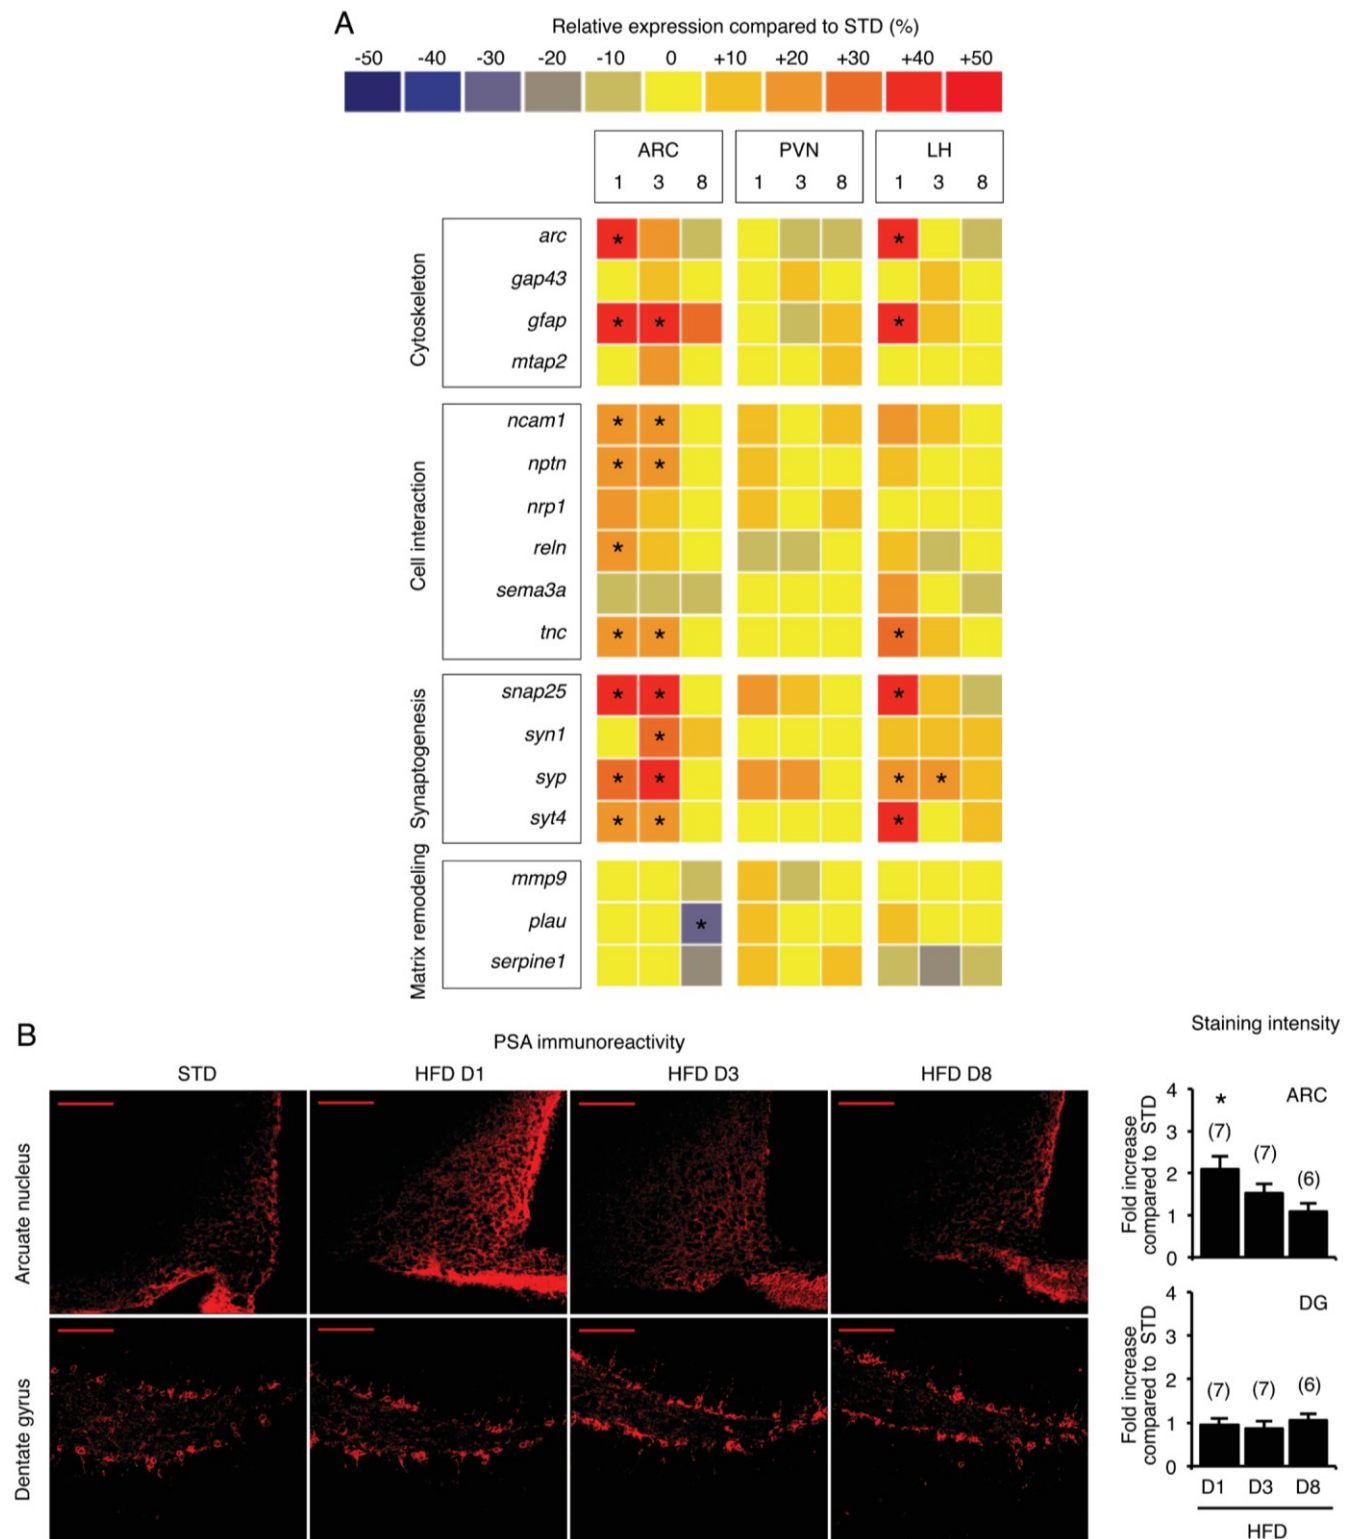 A
Relative expression compared to STD (%)
-50 -40 -30 -20 -10 0 +10 +20 +30 +40 +50
ARC PVN LH
1 3 8 1 3 8 1 3 8
Cytoskeleton
arc * *
gap43
gfap * * *
mtap2
Cell interaction
ncam1 * *
nptn * *
nrp1
reln *
sema3a
tnc * * *
Synaptogenesis
snap25 * * *
syn1 *
syp * * * *
syt4 * * *
Matrix remodeling
mmp9
plau *
serpine1
B
PSA immunoreactivity
STD HFD D1 HFD D3 HFD D8
Arcuate nucleus
Dentate gyrus
Staining intensity
Fold increase
compared to STD
4
3
2
1
0
ARC
*
(7) (7) (6)
Fold increase
compared to STD
4
3
2
1
0
DG
(7) (7) (6)
D1 D3 D8
HFD